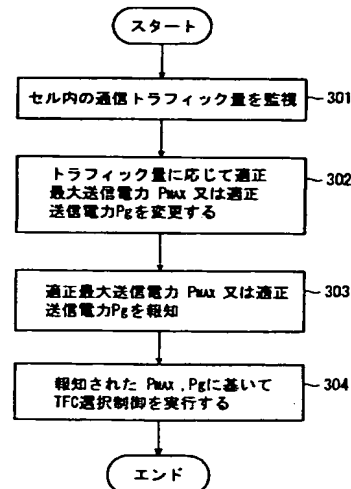 スタート
セル内の通信トラフィック量を監視
301
トラフィック量に応じて適正
最大送信電力 PMAX 又は適正
送信電力Pgを変更する
302
適正最大送信電力 PMAX 又は適正
送信電力Pgを報知
303
報知された PMAX ,Pgに基いて
TFC選択制御を実行する
304
エンド